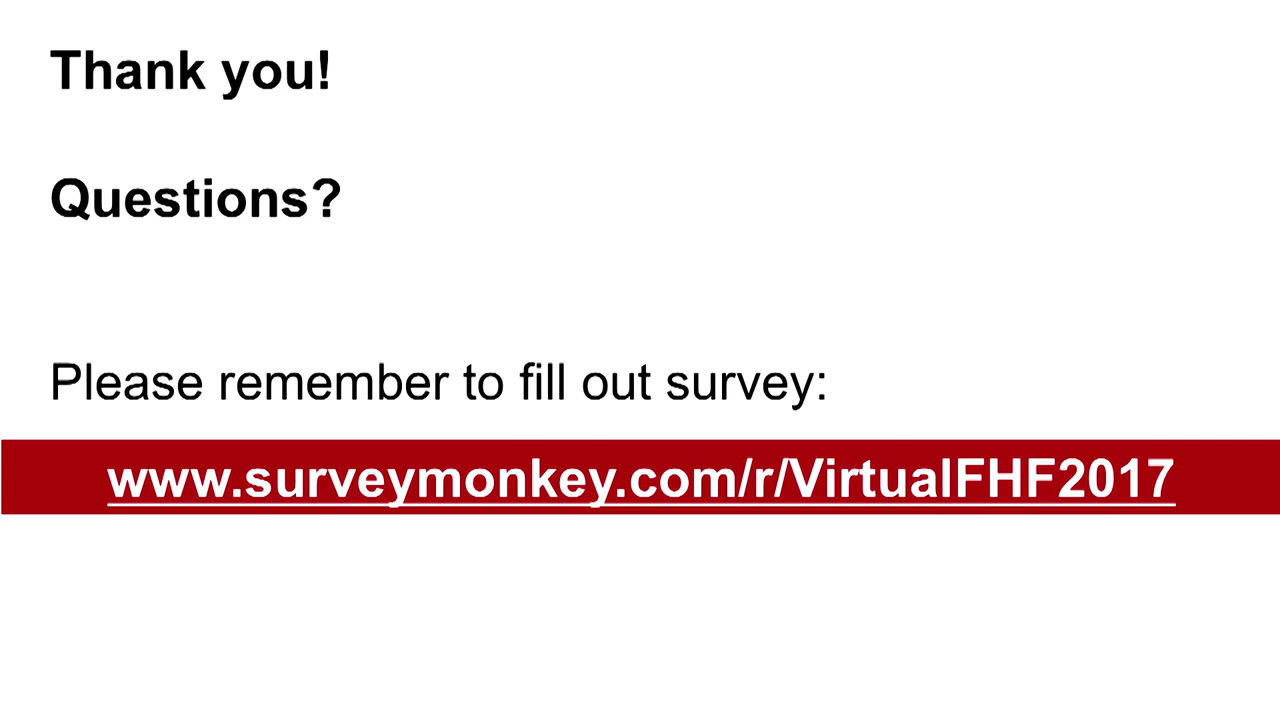 Thank you!
Questions?
Please remember to fill out survey:
www.surveymonkey.com/r/VirtualFHF2017